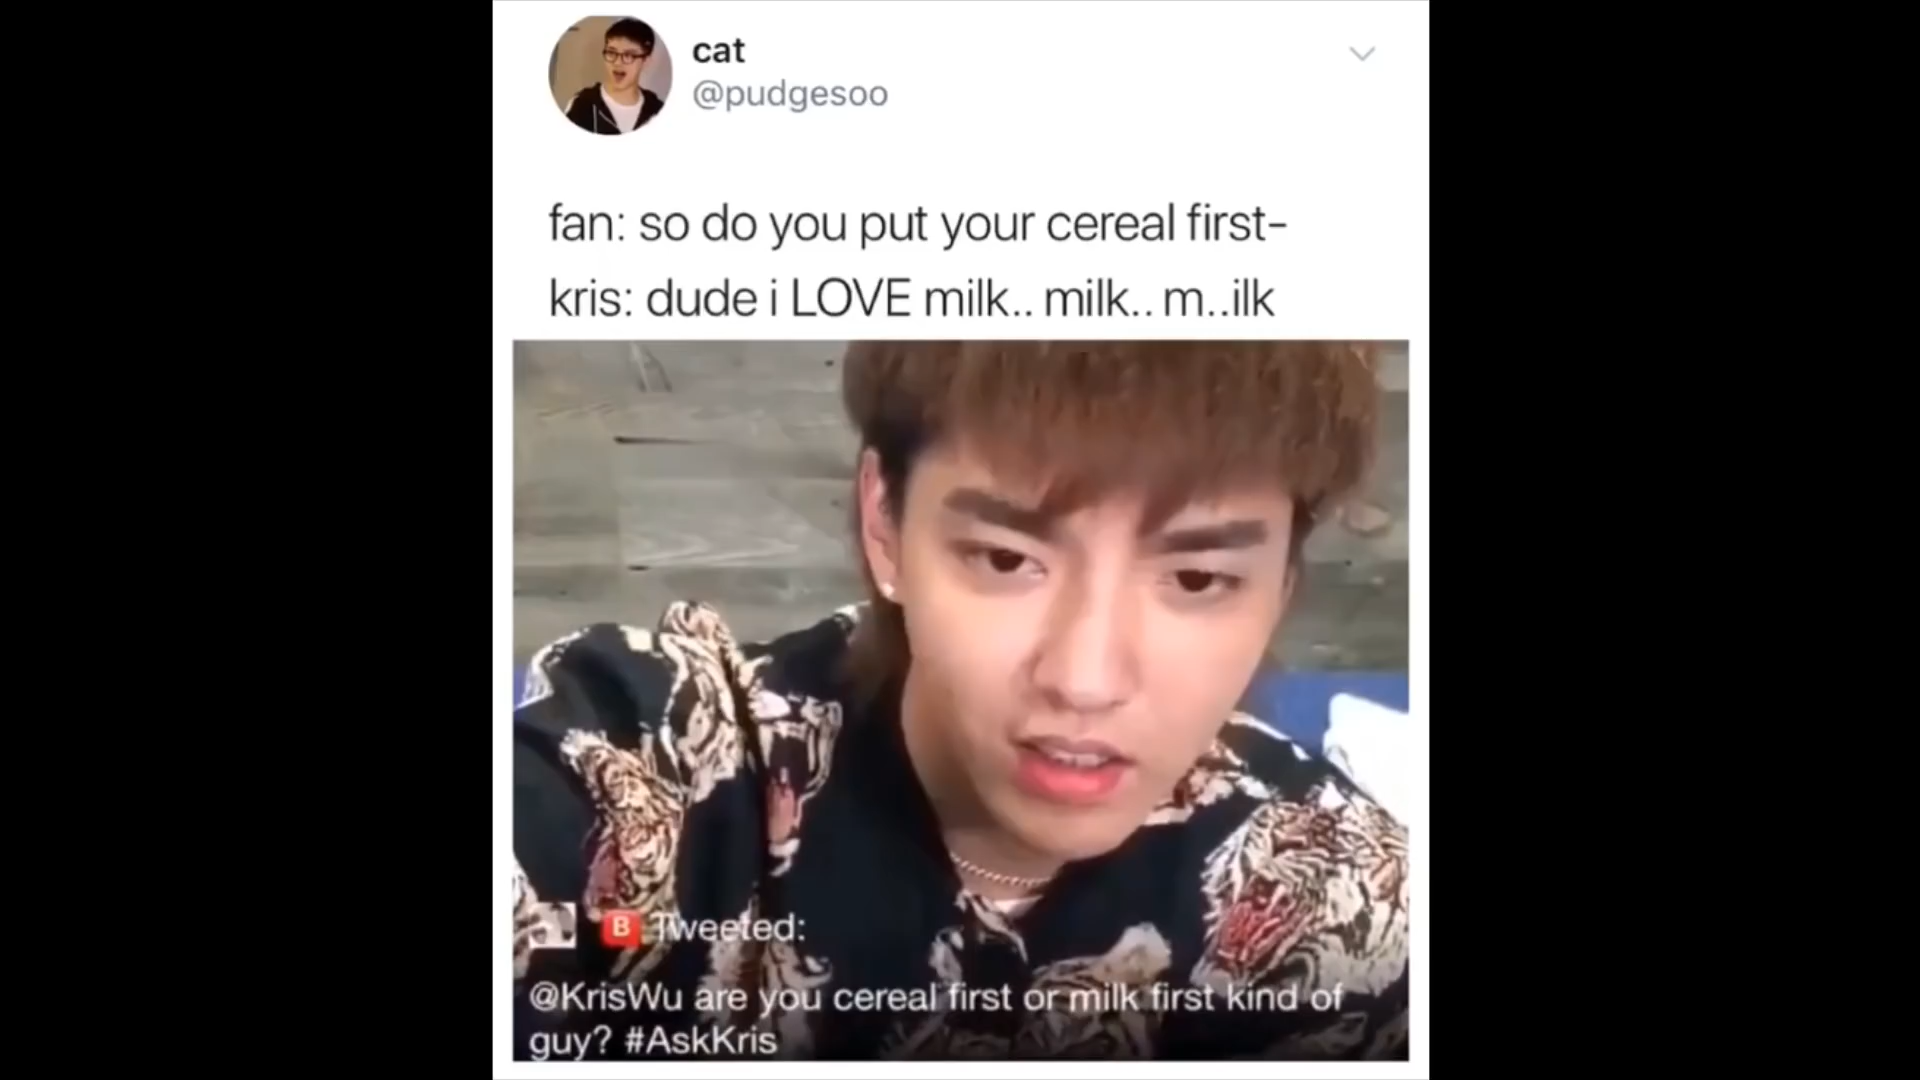 cat
@pudgesoo
fan: so do you put your cereal first-
kris: dude i LOVE milk.. milk.. m..ilk
B Tweeted:
@KrisWu are you cereal first or milk first kind of
guy? #AskKris